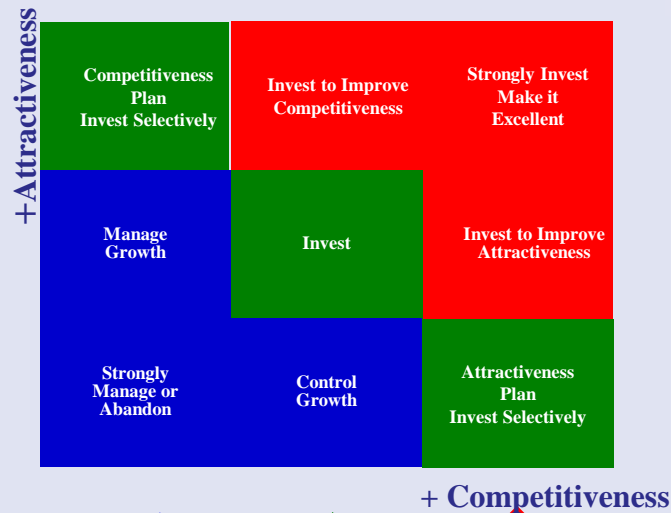 +Attractiveness
Competitiveness
Plan
Invest Selectively
Invest to Improve
Competitiveness
Strongly Invest
Make it
Excellent
Manage
Growth
Invest
Invest to Improve
Attractiveness
Strongly
Manage or
Abandon
Control
Growth
Attractiveness
Plan
Invest Selectively
+ Competitiveness